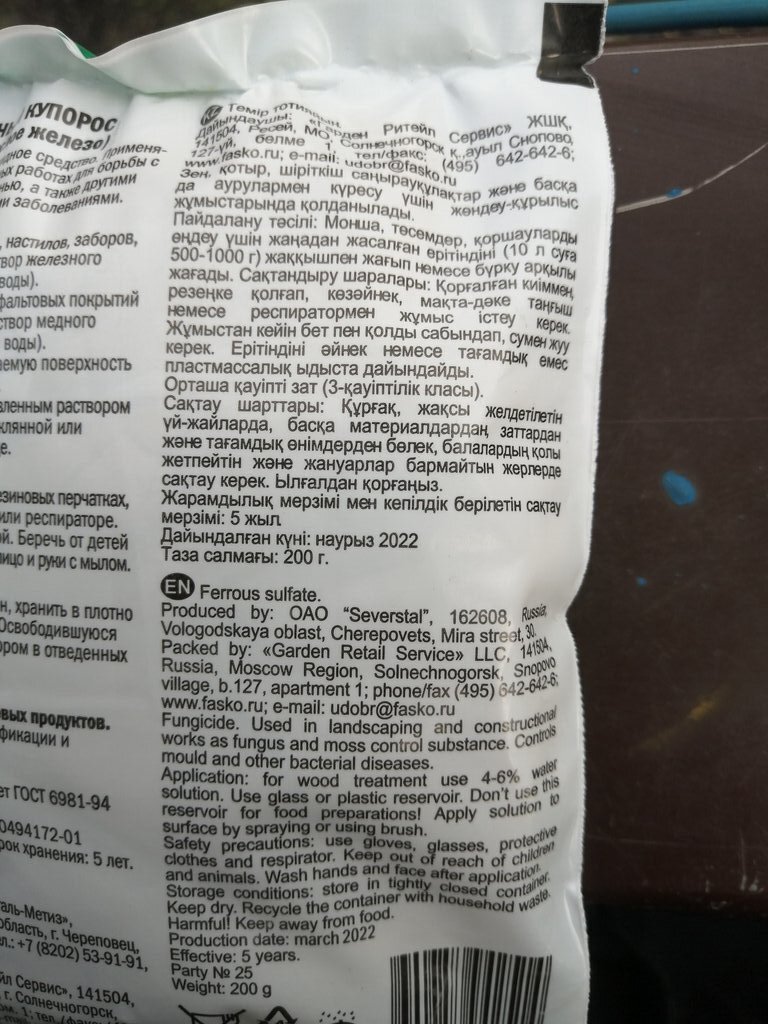 КУПОРОС
ое железо)
дное средство. Применя-
ых работах для борьбы с
нью, а также другими
ми заболеваниями.
, настилов, заборов,
твор железного
воды).
фальтовых покрытий
створ медного
воды).
аемую поверхность
вленным раствором
клянной или
е.
езиновых перчатках,
или респираторе.
ой. Беречь от детей
лицо и руки с мылом.
н, хранить в плотно
Освободившуюся
ором в отведенных
евых продуктов.
фикации и
ет ГОСТ 6981-94
0494172-01
рок хранения: 5 лет.
таль-Метиз»,
область, г. Череповец,
ел.: +7 (8202) 53-91-91,
йл Сервис», 141504,
г. Солнечногорск,
KZ Темір тотияйын.
Дайындаушы: «Гарден Ритейл Сервис» ЖШҚ,
141504, Ресей, МО, Солнечногорск қ.,ауыл Снопово,
127-үй, бөлме 1, тел/факс: (495) 642-642-6;
www.fasko.ru; e-mail: udobr@fasko.ru
Зең, қотыр, шіріткіш саңырауқұлақтар және басқа
да аурулармен күресу үшін жөндеу-құрылыс
жұмыстарында қолданылады.
Пайдалану тәсілі: Монша, төсемдер, қоршауларды
өңдеу үшін жаңадан жасалған ерітіндіні (10 л суға
500-1000 г) жаққышпен жағып немесе бүрку арқылы
жағады. Сақтандыру шаралары: Қорғалған киіммен,
резеңке қолғап, көзәйнек, мақта-дәке таңғыш
немесе респиратормен жұмыс істеу керек.
Жұмыстан кейін бет пен қолды сабындап, сумен жуу
керек. Ерітіндіні әйнек немесе тағамдық емес
пластмассалық ыдыста дайындайды.
Орташа қауіпті зат (3-қауіптілік класы).
Сақтау шарттары: Құрғақ, жақсы желдетілетін
үй-жайларда, басқа материалдардан, заттардан
және тағамдық өнімдерден бөлек, балалардың қолы
жетпейтін және жануарлар бармайтын жерлерде
сақтау керек. Ылғалдан қорғаңыз.
Жарамдылық мерзімі мен кепілдік берілетін сақтау
мерзімі: 5 жыл.
Дайындалған күні: наурыз 2022
Таза салмағы: 200 г.
EN Ferrous sulfate.
Produced by: OAO "Severstal", 162608, Russia,
Vologodskaya oblast, Cherepovets, Mira street, 30.
Packed by: «Garden Retail Service» LLC, 141504,
Russia, Moscow Region, Solnechnogorsk, Snopovo
village, b.127, apartment 1; phone/fax (495) 642-642-6;
www.fasko.ru; e-mail: udobr@fasko.ru
Fungicide. Used in landscaping and constructional
works as fungus and moss control substance. Controls
mould and other bacterial diseases.
Application: for wood treatment use 4-6% water
solution. Use glass or plastic reservoir. Don't use this
reservoir for food preparations! Apply solution to
surface by spraying or using brush.
Safety precautions: use gloves, glasses, protective
clothes and respirator. Keep out of reach of children
and animals. Wash hands and face after application.
Storage conditions: store in tightly closed container.
Keep dry. Recycle the container with household waste.
Harmful! Keep away from food.
Production date: march 2022
Effective: 5 years.
Party № 25
Weight: 200 g